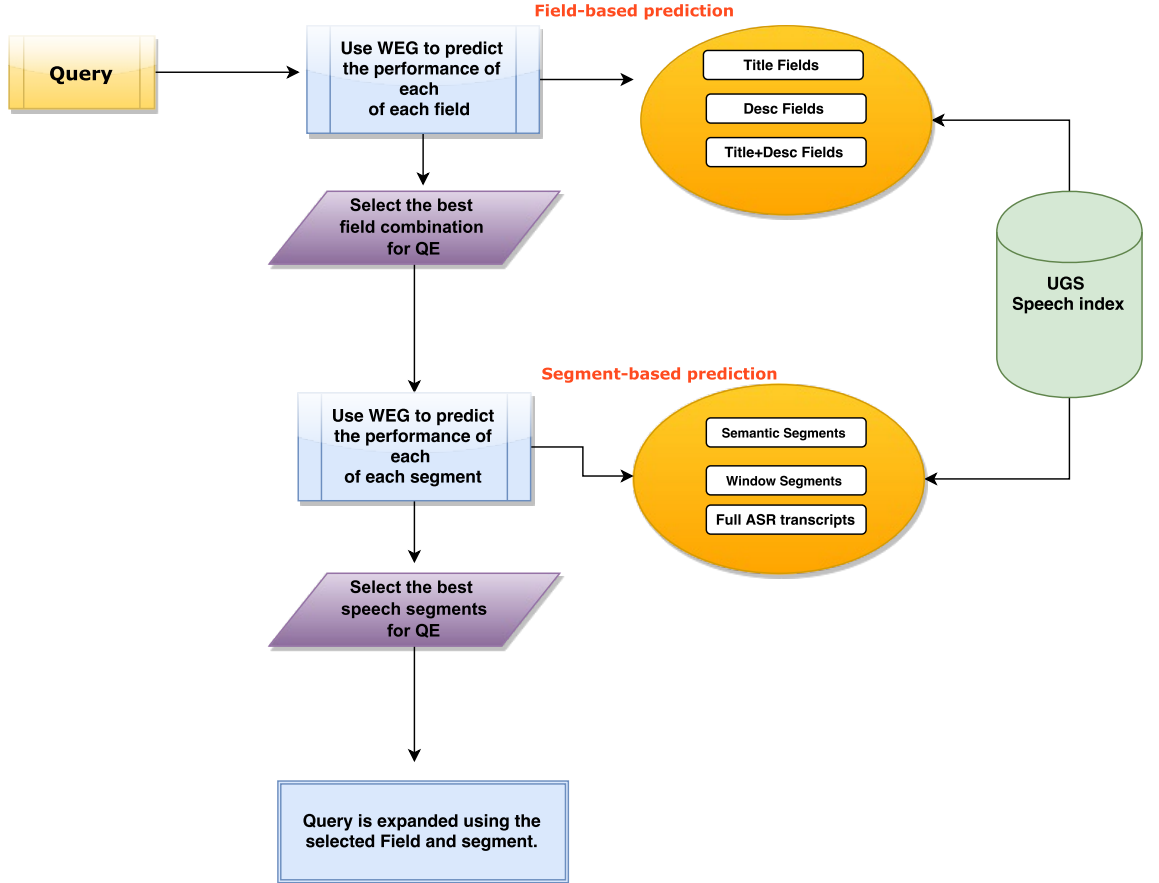 Field-based prediction
Query
Use WEG to predict
the performance of
each
of each field
Title Fields
Desc Fields
Title+Desc Fields
Select the best
field combination
for QE
UGS
Speech index
Segment-based prediction
Use WEG to predict
the performance of
each
of each segment
Semantic Segments
Window Segments
Full ASR transcripts
Select the best
speech segments
for QE
Query is expanded using the
selected Field and segment.